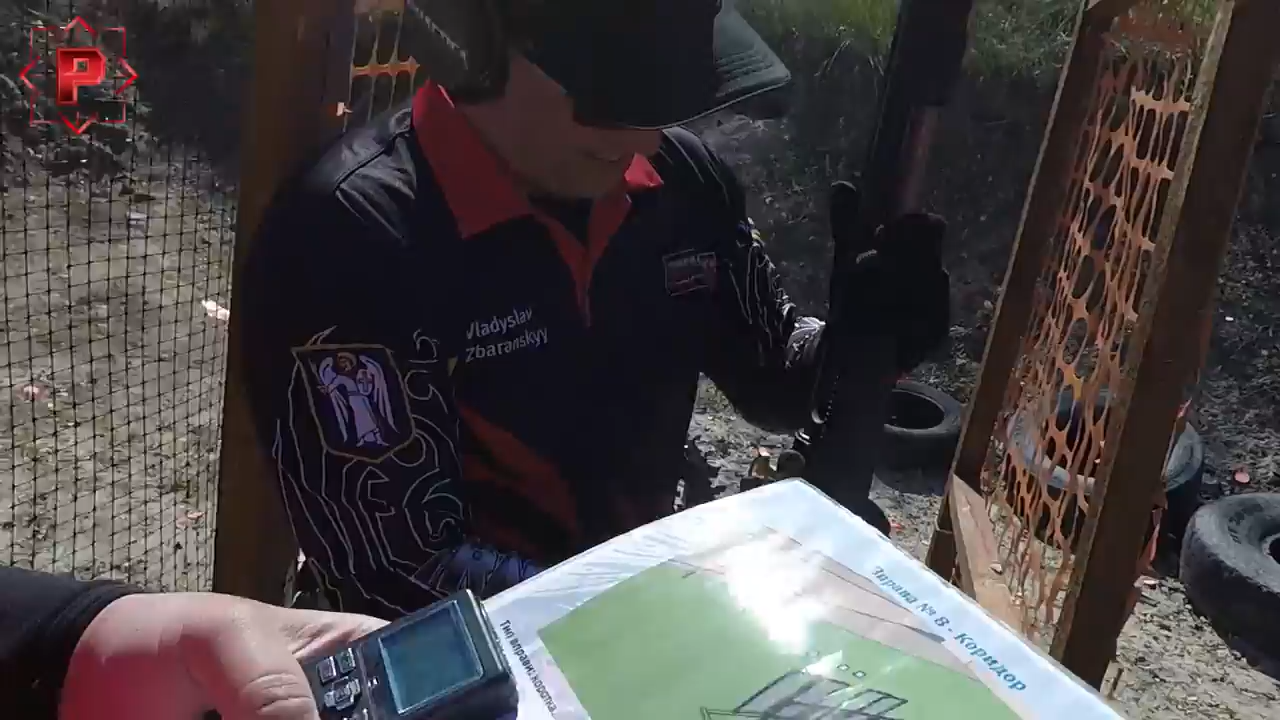 P
Vladyslav
Zbaranskyy
Вправа № 8 - Коридор
Тип вправи: коротка